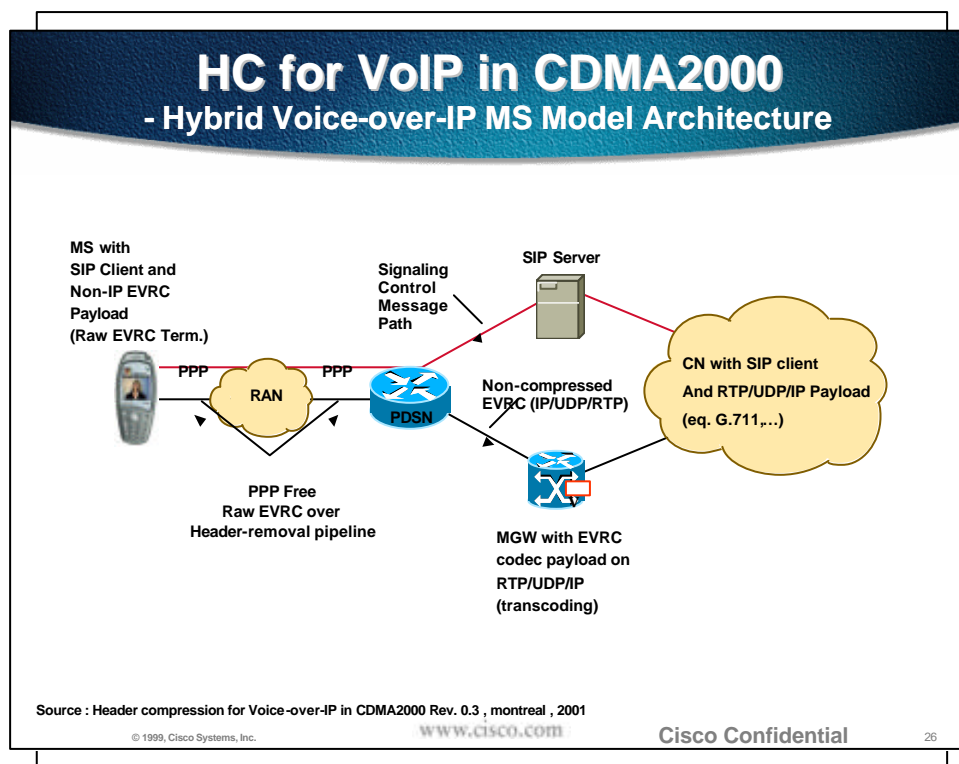 HC for VoIP in CDMA2000
- Hybrid Voice-over-IP MS Model Architecture
MS with
SIP Client and
Non-IP EVRC
Payload
(Raw EVRC Term.)
Signaling
Control
Message
Path
SIP Server
PPP
PPP
RAN
PDSN
Non-compressed
EVRC (IP/UDP/RTP)
CN with SIP client
And RTP/UDP/IP Payload
(eq. G.711,...)
PPP Free
Raw EVRC over
Header-removal pipeline
V
MGW with EVRC
codec payload on
RTP/UDP/IP
(transcoding)
Source : Header compression for Voice-over-IP in CDMA2000 Rev. 0.3 , montreal , 2001
© 1999, Cisco Systems, Inc.
www.cisco.com
Cisco Confidential
26